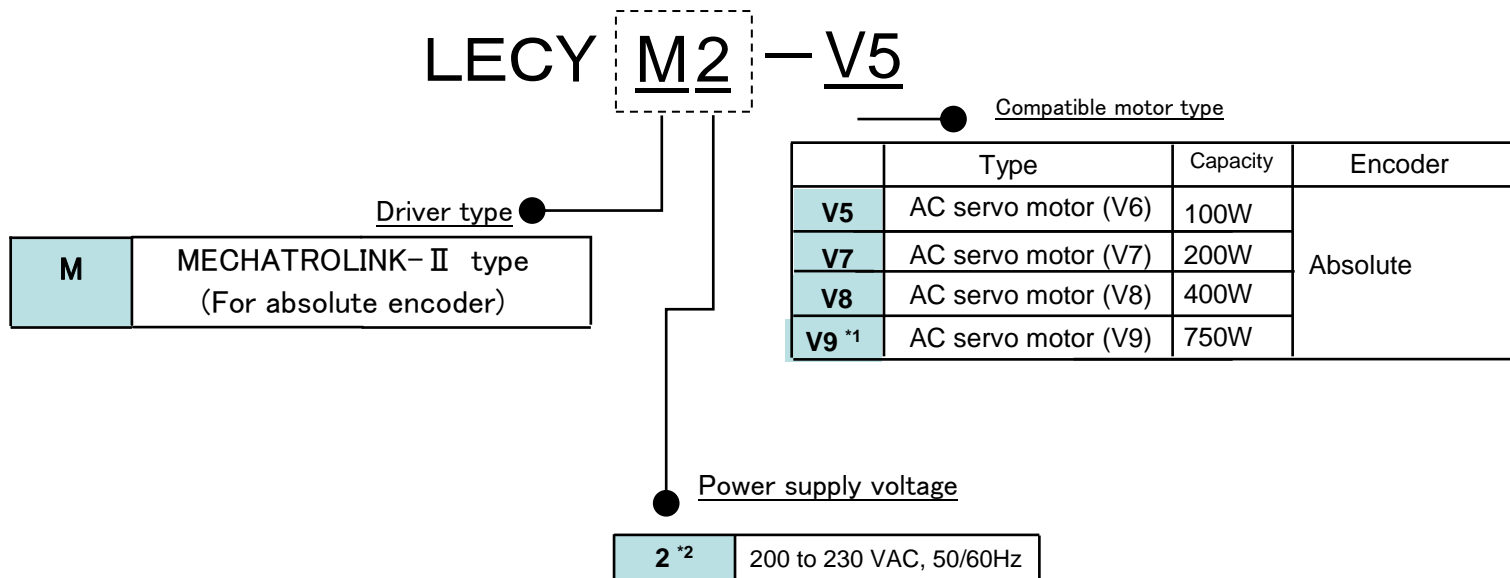 LECY M2－V5
Compatible motor type
Type Capacity Encoder
V5 AC servo motor (V6) 100W Absolute
V7 AC servo motor (V7) 200W
V8 AC servo motor (V8) 400W
V9 *1 AC servo motor (V9) 750W
Driver type
M MECHATROLINK-Ⅱ type
(For absolute encoder)
Power supply voltage
2 *2 200 to 230 VAC, 50/60Hz